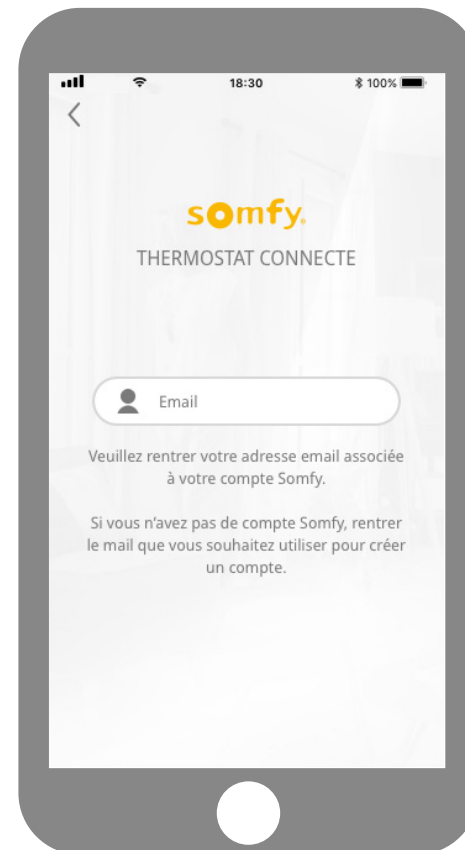 18:30 100%
somfy.
THERMOSTAT CONNECTE
Email
Veuillez rentrer votre adresse email associée
à votre compte Somfy.
Si vous n'avez pas de compte Somfy, rentrer
le mail que vous souhaitez utiliser pour créer
un compte.